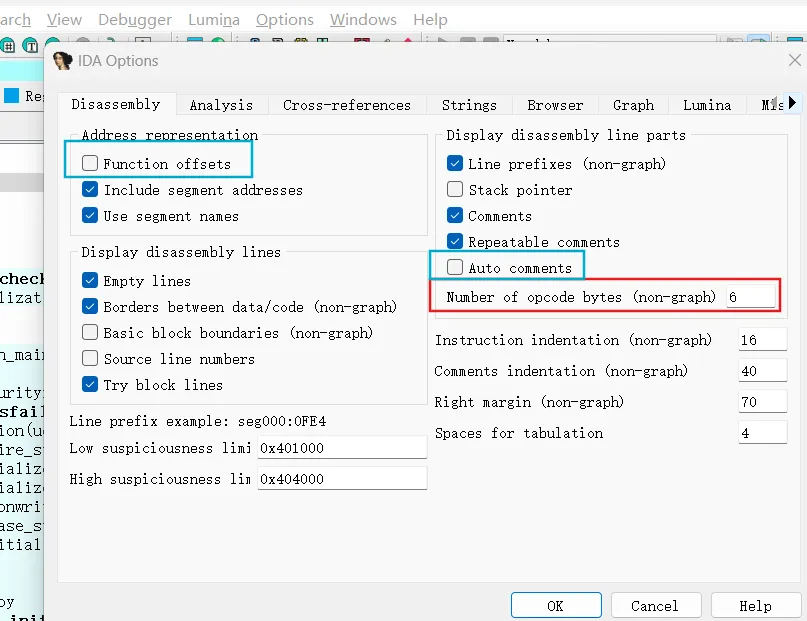 View Debugger Lumina Options Windows Help
IDA Options
Disassembly Analysis Cross-references Strings Browser Graph Lumina
Address representation
Function offsets
Include segment addresses
Use segment names
Display disassembly lines
Empty lines
Borders between data/code (non-graph)
Basic block boundaries (non-graph)
Source line numbers
Try block lines
Line prefix example: seg000:0FE4
Low suspiciousness limi 0x401000
High suspiciousness lin 0x404000
Display disassembly line parts
Line prefixes (non-graph)
Stack pointer
Comments
Repeatable comments
Auto comments
Number of opcode bytes (non-graph) 6
Instruction indentation (non-graph) 16
Comments indentation (non-graph) 40
Right margin (non-graph) 70
Spaces for tabulation 4
OK Cancel Help